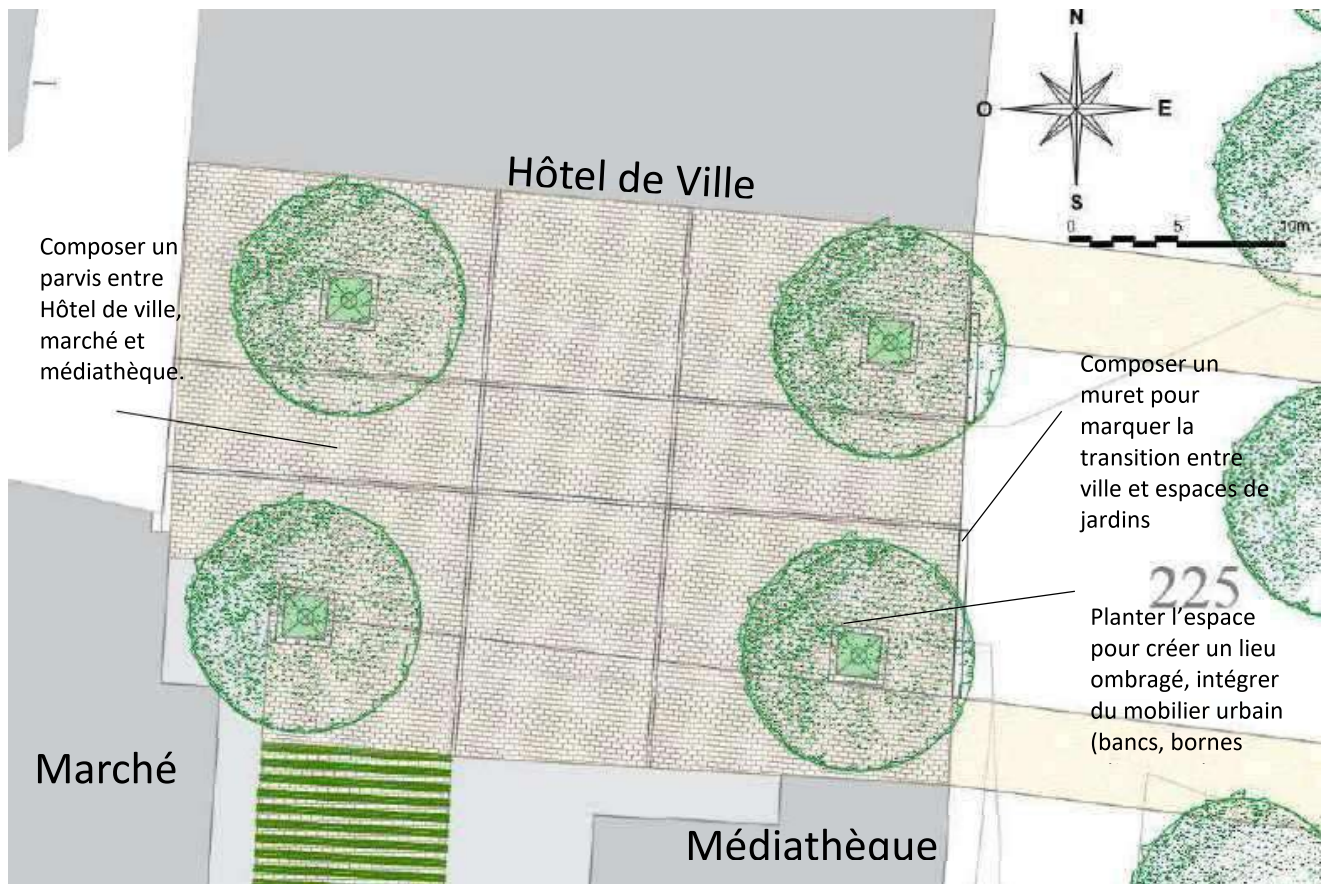 N
O
E
S
0 5 10m
Hôtel de Ville
Composer un
parvis entre
Hôtel de ville,
marché et
médiathèque.
Composer un
muret pour
marquer la
transition entre
ville et espaces de
jardins
225
Planter l’espace
pour créer un lieu
ombragé, intégrer
du mobilier urbain
(bancs, bornes
Marché
Médiathèque